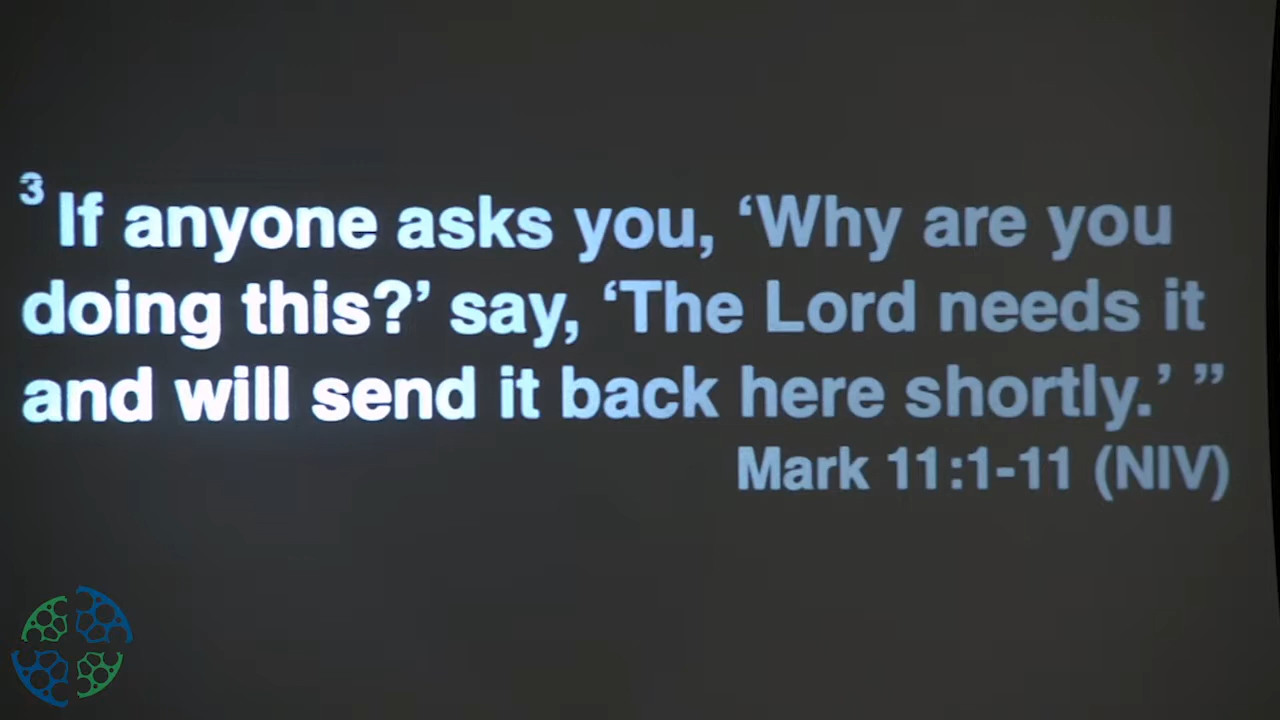 3 If anyone asks you, ‘Why are you
doing this?’ say, ‘The Lord needs it
and will send it back here shortly.’ ”
Mark 11:1-11 (NIV)